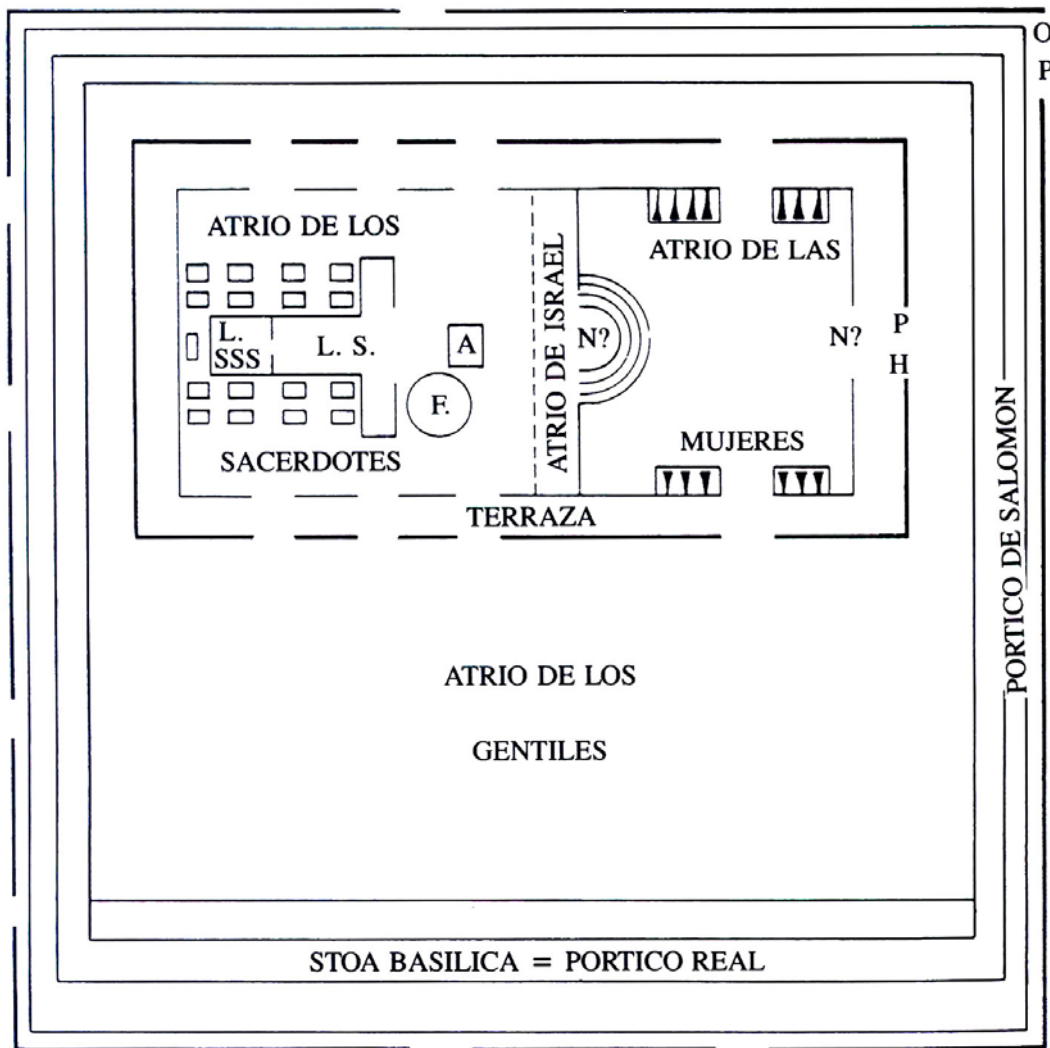 O
P
ATRIO DE LOS
ATRIO DE LAS
ATRIO DE ISRAEL
L.
SSS
L. S.
A
N?
N?
P
H
F.
MUJERES
SACERDOTES
TERRAZA
PORTICO DE SALOMON
ATRIO DE LOS
GENTILES
STOA BASILICA = PORTICO REAL